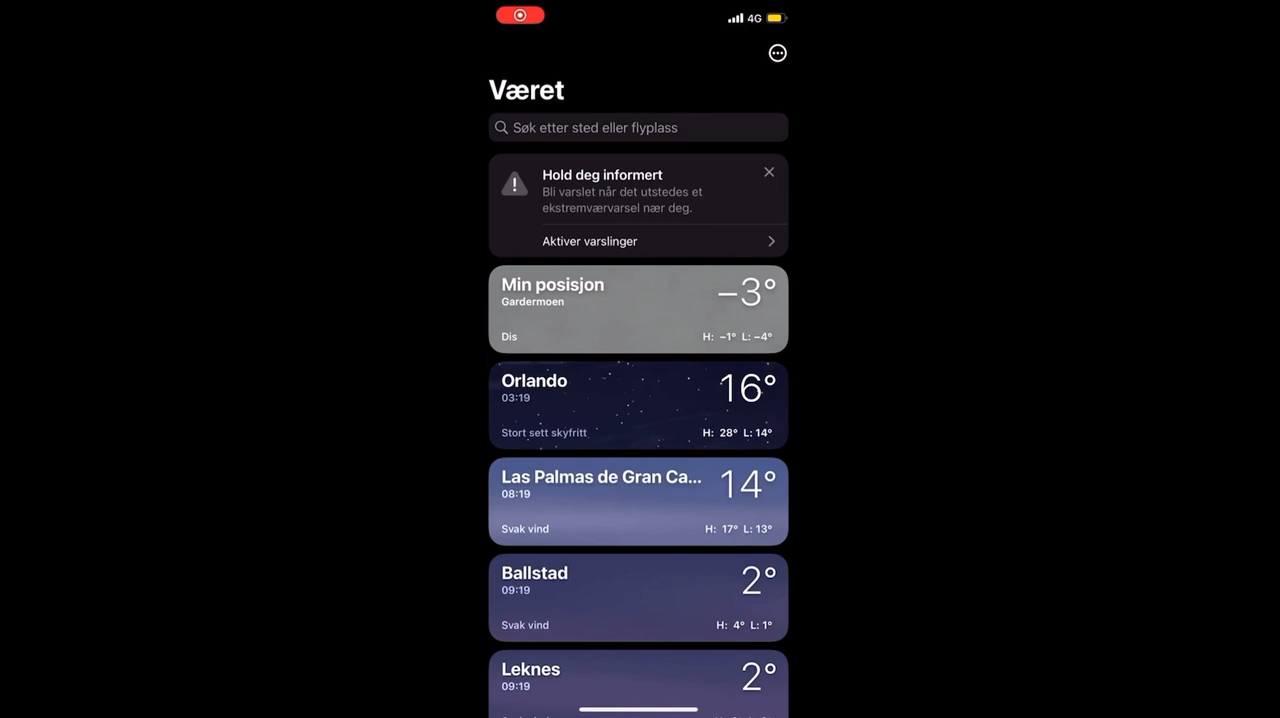 4G
Været
Søk etter sted eller flyplass
Hold deg informert
Bli varslet når det utstedes et
ekstremværvarsel nær deg.
Aktiver varslinger
Min posisjon
−3°
Gardermoen
Dis
H: −1° L: −4°
Orlando
16°
03:19
Stort sett skyfritt
H: 28° L: 14°
Las Palmas de Gran Ca...
14°
08:19
Svak vind
H: 17° L: 13°
Ballstad
2°
09:19
Svak vind
H: 4° L: 1°
Leknes
2°
09:19